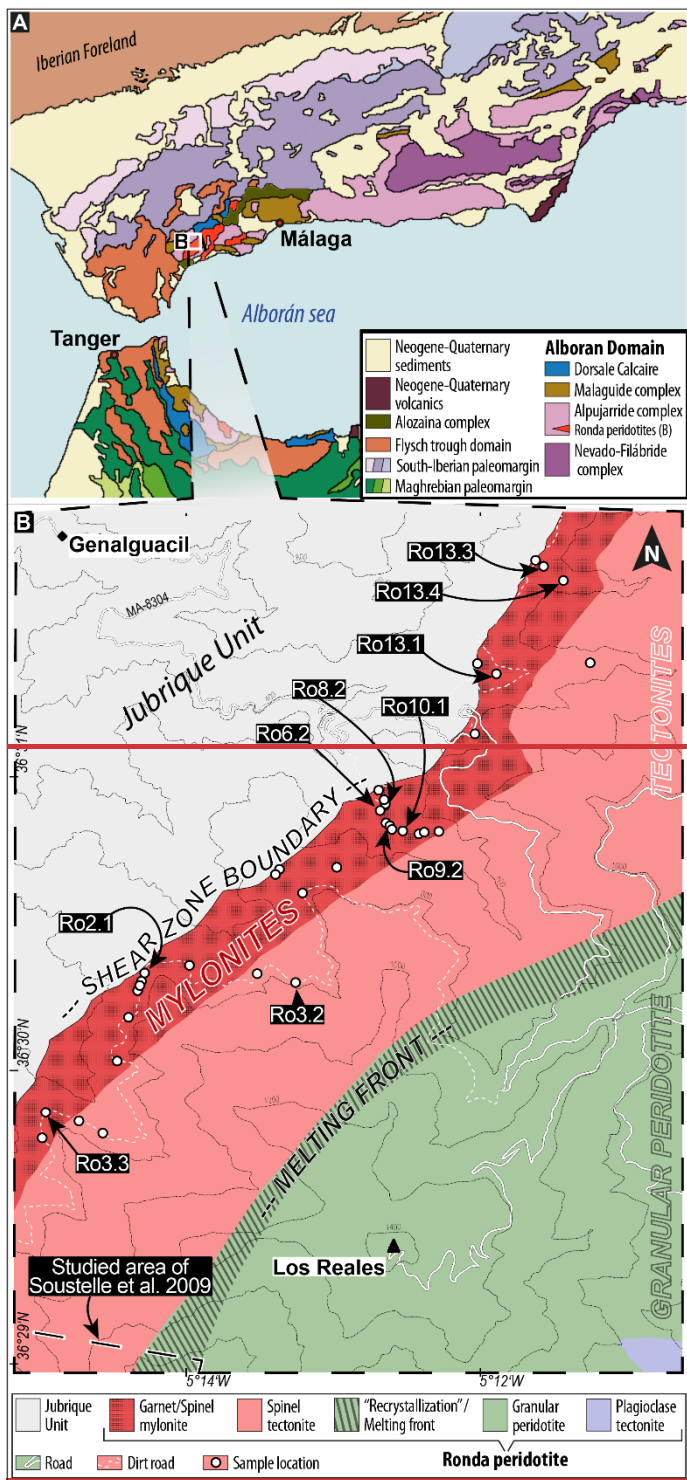 A
Iberian Foreland
B
Málaga
Alborán sea
Tanger
Neogene-Quaternary
sediments
Neogene-Quaternary
volcanics
Alozaina complex
Flysch trough domain
South-Iberian paleomargin
Maghrebian paleomargin
Alboran Domain
Dorsale Calcaire
Malaguide complex
Alpujarride complex
Ronda peridotites (B)
Nevado-Filábride
complex
B
Genalguacil
N
Ro13.3
Ro13.4
MA-8304
Jubrique Unit
Ro13.1
Ro8.2
Ro10.1
Ro6.2
TECTONITES
--- SHEAR ZONE BOUNDARY ---
Ro9.2
Ro2.1
MYLONITES
1000
Ro3.2
36°30'N
1200
--- MELTING FRONT ---
Ro3.3
GRANULAR PERIDOTITE
1400
Los Reales
Studied area of
Soustelle et al. 2009
36°29'N
5°14'W
5°12'W
Jubrique
Unit
Garnet/Spinel
mylonite
Spinel
tectonite
"Recrystallization"/
Melting front
Granular
peridotite
Plagioclase
tectonite
Ronda peridotite
Road
Dirt road
Sample location